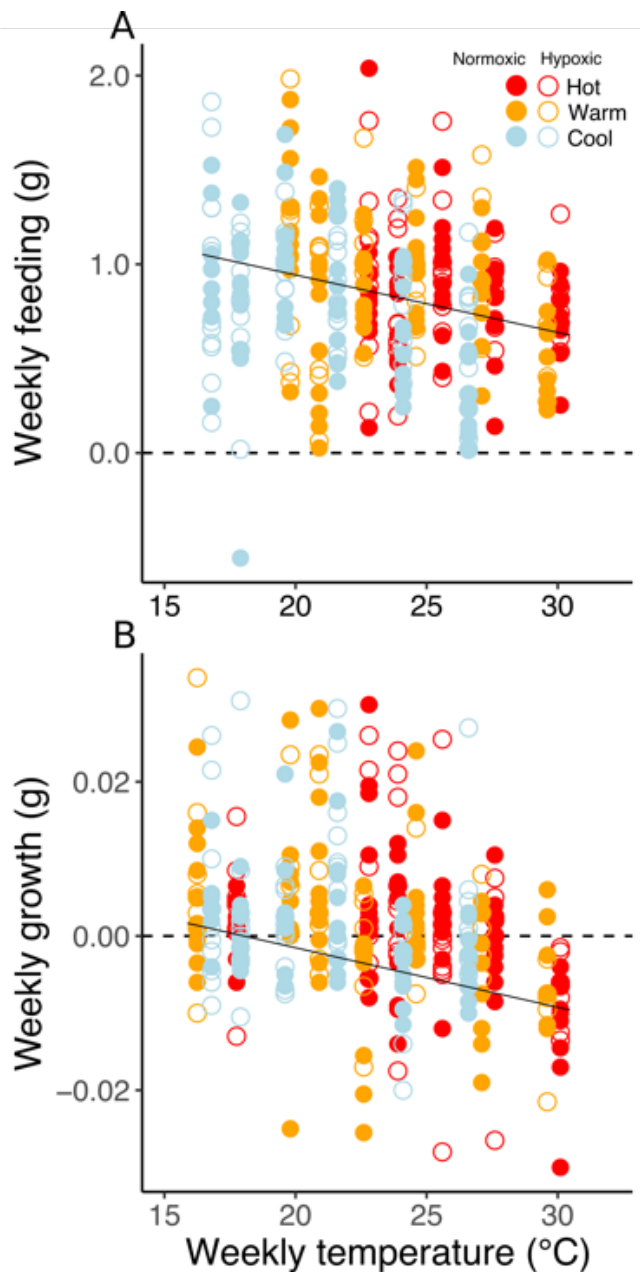 A
Normoxic Hypoxic
Hot
Warm
Cool
2.0
1.0
0.0
Weekly feeding (g)
15 20 25 30
B
0.02
0.00
−0.02
Weekly growth (g)
15 20 25 30
Weekly temperature (°C)